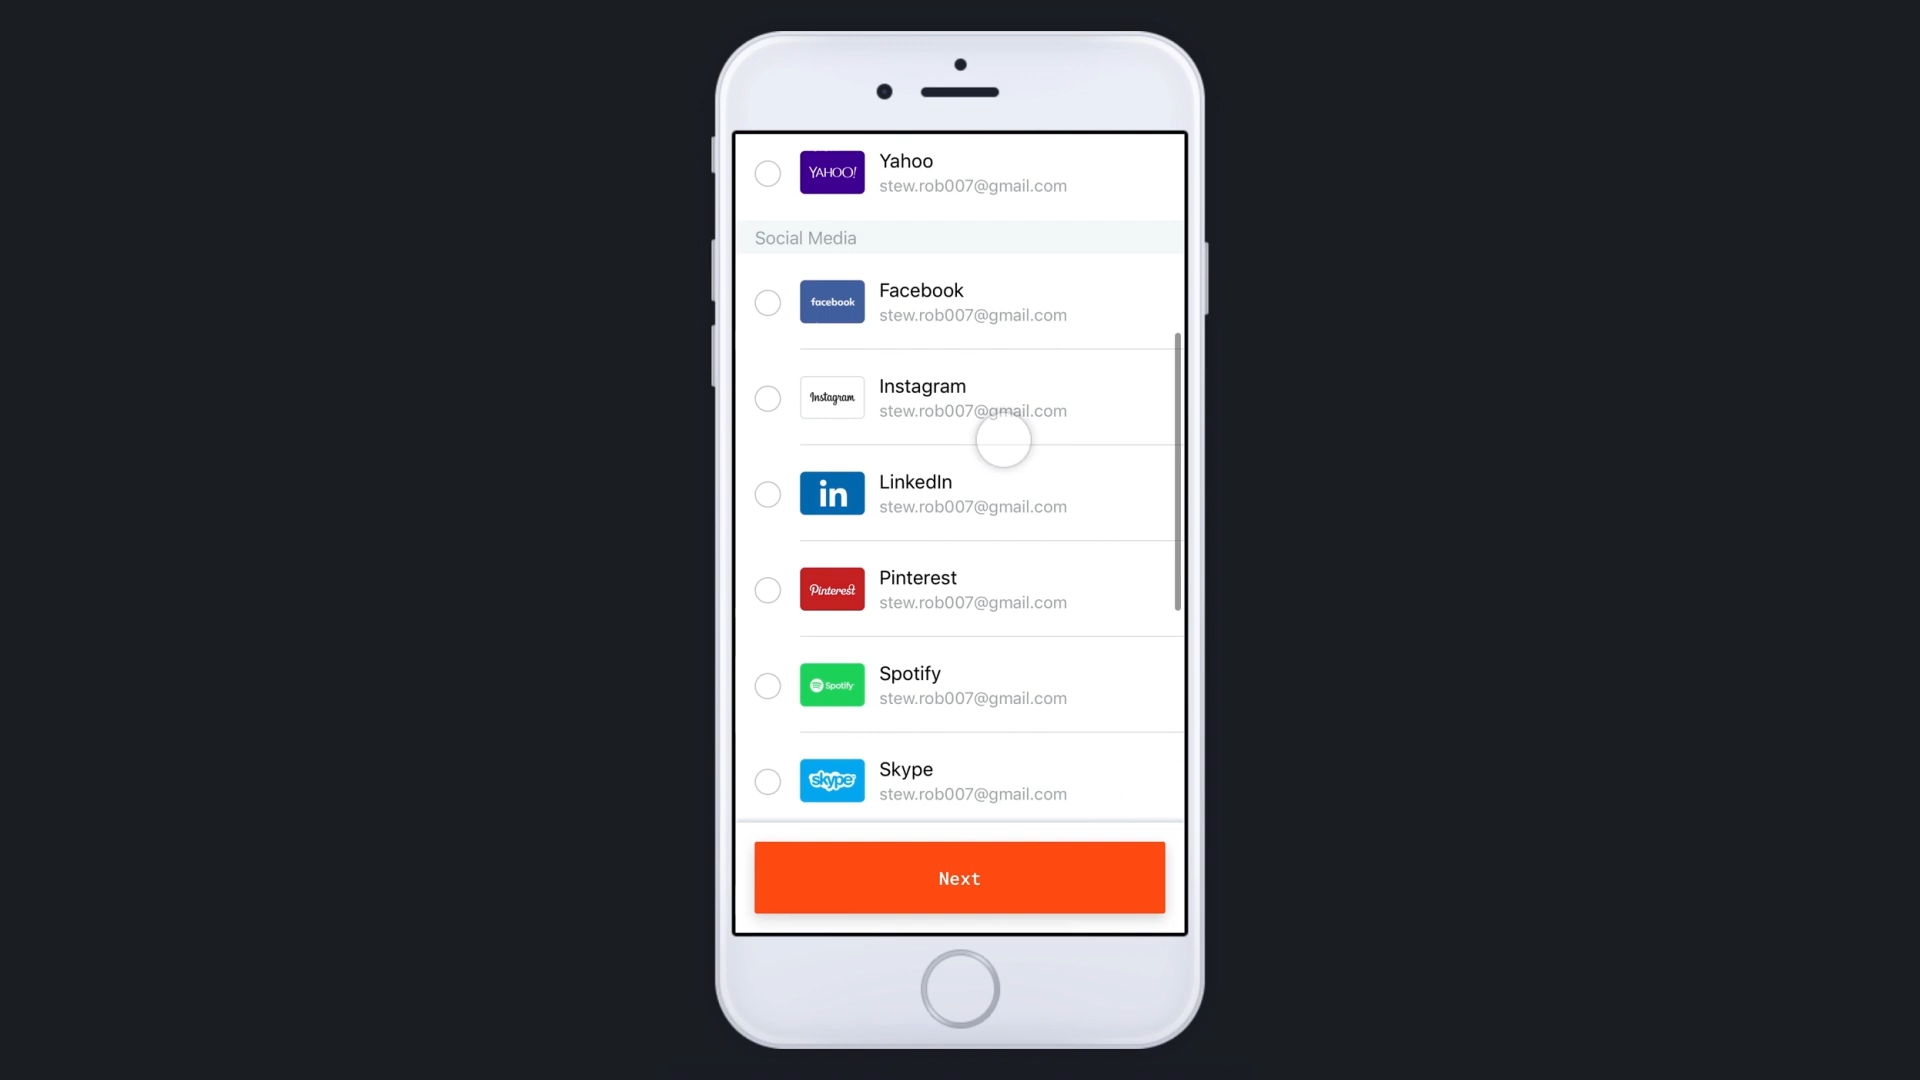 YAHOO!
Yahoo
stew.rob007@gmail.com
Social Media
facebook
Facebook
stew.rob007@gmail.com
Instagram
Instagram
stew.rob007@gmail.com
in
LinkedIn
stew.rob007@gmail.com
Pinterest
Pinterest
stew.rob007@gmail.com
Spotify
Spotify
stew.rob007@gmail.com
skype
Skype
stew.rob007@gmail.com
Next